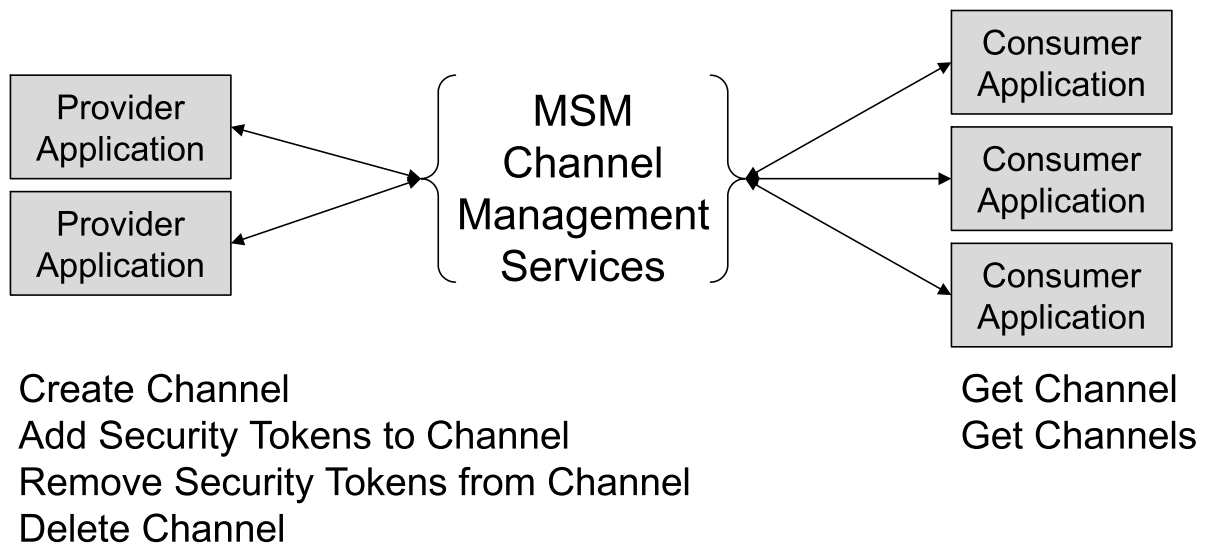 Provider
Application
Provider
Application
MSM
Channel
Management
Services
Consumer
Application
Consumer
Application
Consumer
Application
Create Channel
Add Security Tokens to Channel
Remove Security Tokens from Channel
Delete Channel
Get Channel
Get Channels